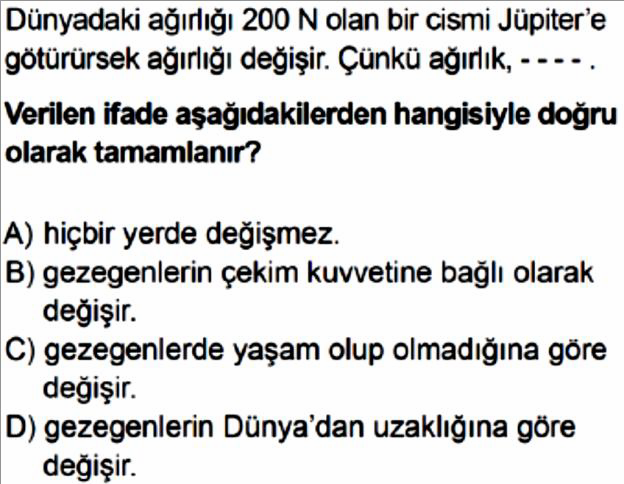 Dünyadaki ağırlığı 200 N olan bir cismi Jüpiter'e
götürürsek ağırlığı değişir. Çünkü ağırlık, - - - - .
Verilen ifade aşağıdakilerden hangisiyle doğru
olarak tamamlanır?
A) hiçbir yerde değişmez.
B) gezegenlerin çekim kuvvetine bağlı olarak
değişir.
C) gezegenlerde yaşam olup olmadığına göre
değişir.
D) gezegenlerin Dünya'dan uzaklığına göre
değişir.